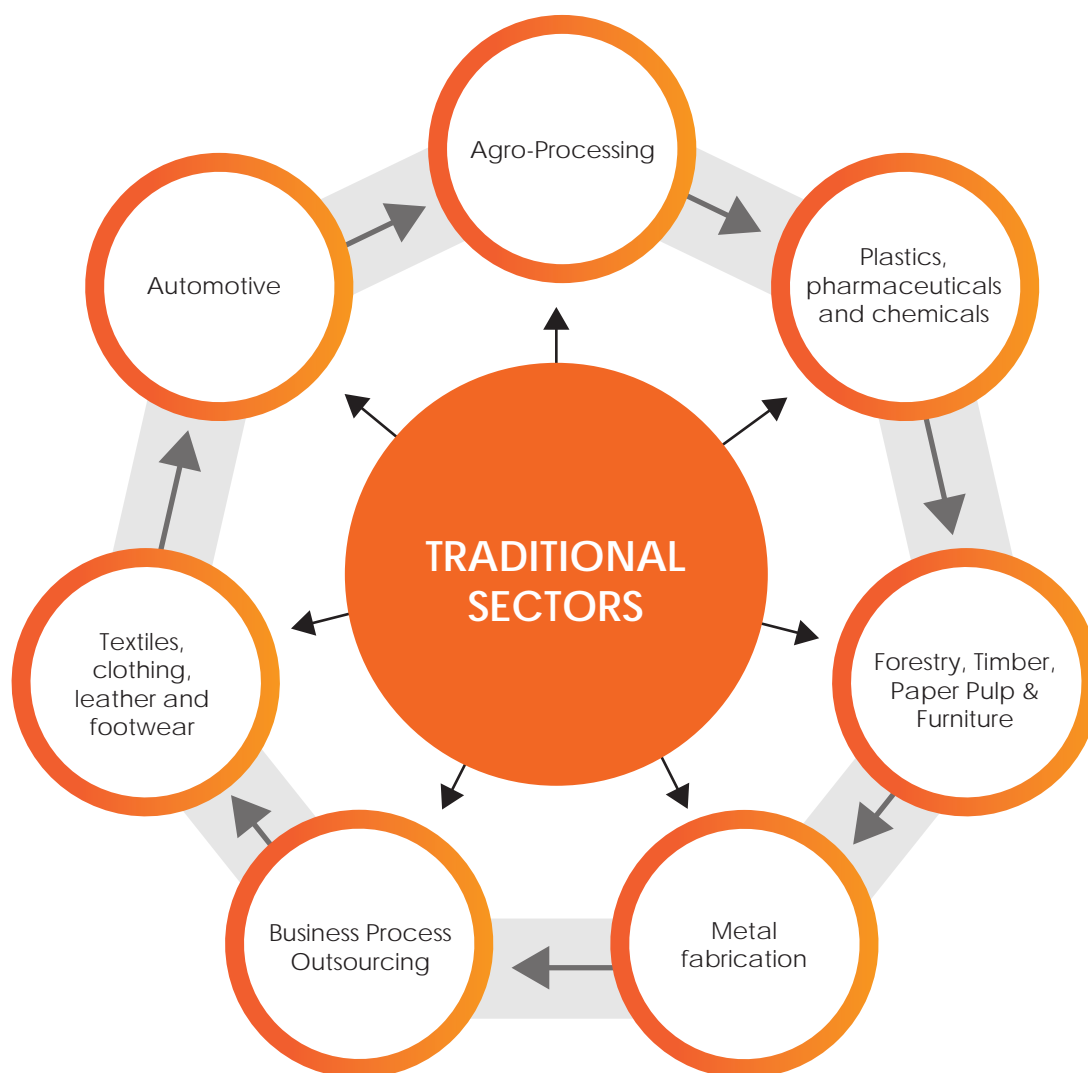 Agro-Processing
Plastics,
pharmaceuticals
and chemicals
Forestry, Timber,
Paper Pulp &
Furniture
Metal
fabrication
Business Process
Outsourcing
Textiles,
clothing,
leather and
footwear
Automotive
TRADITIONAL
SECTORS